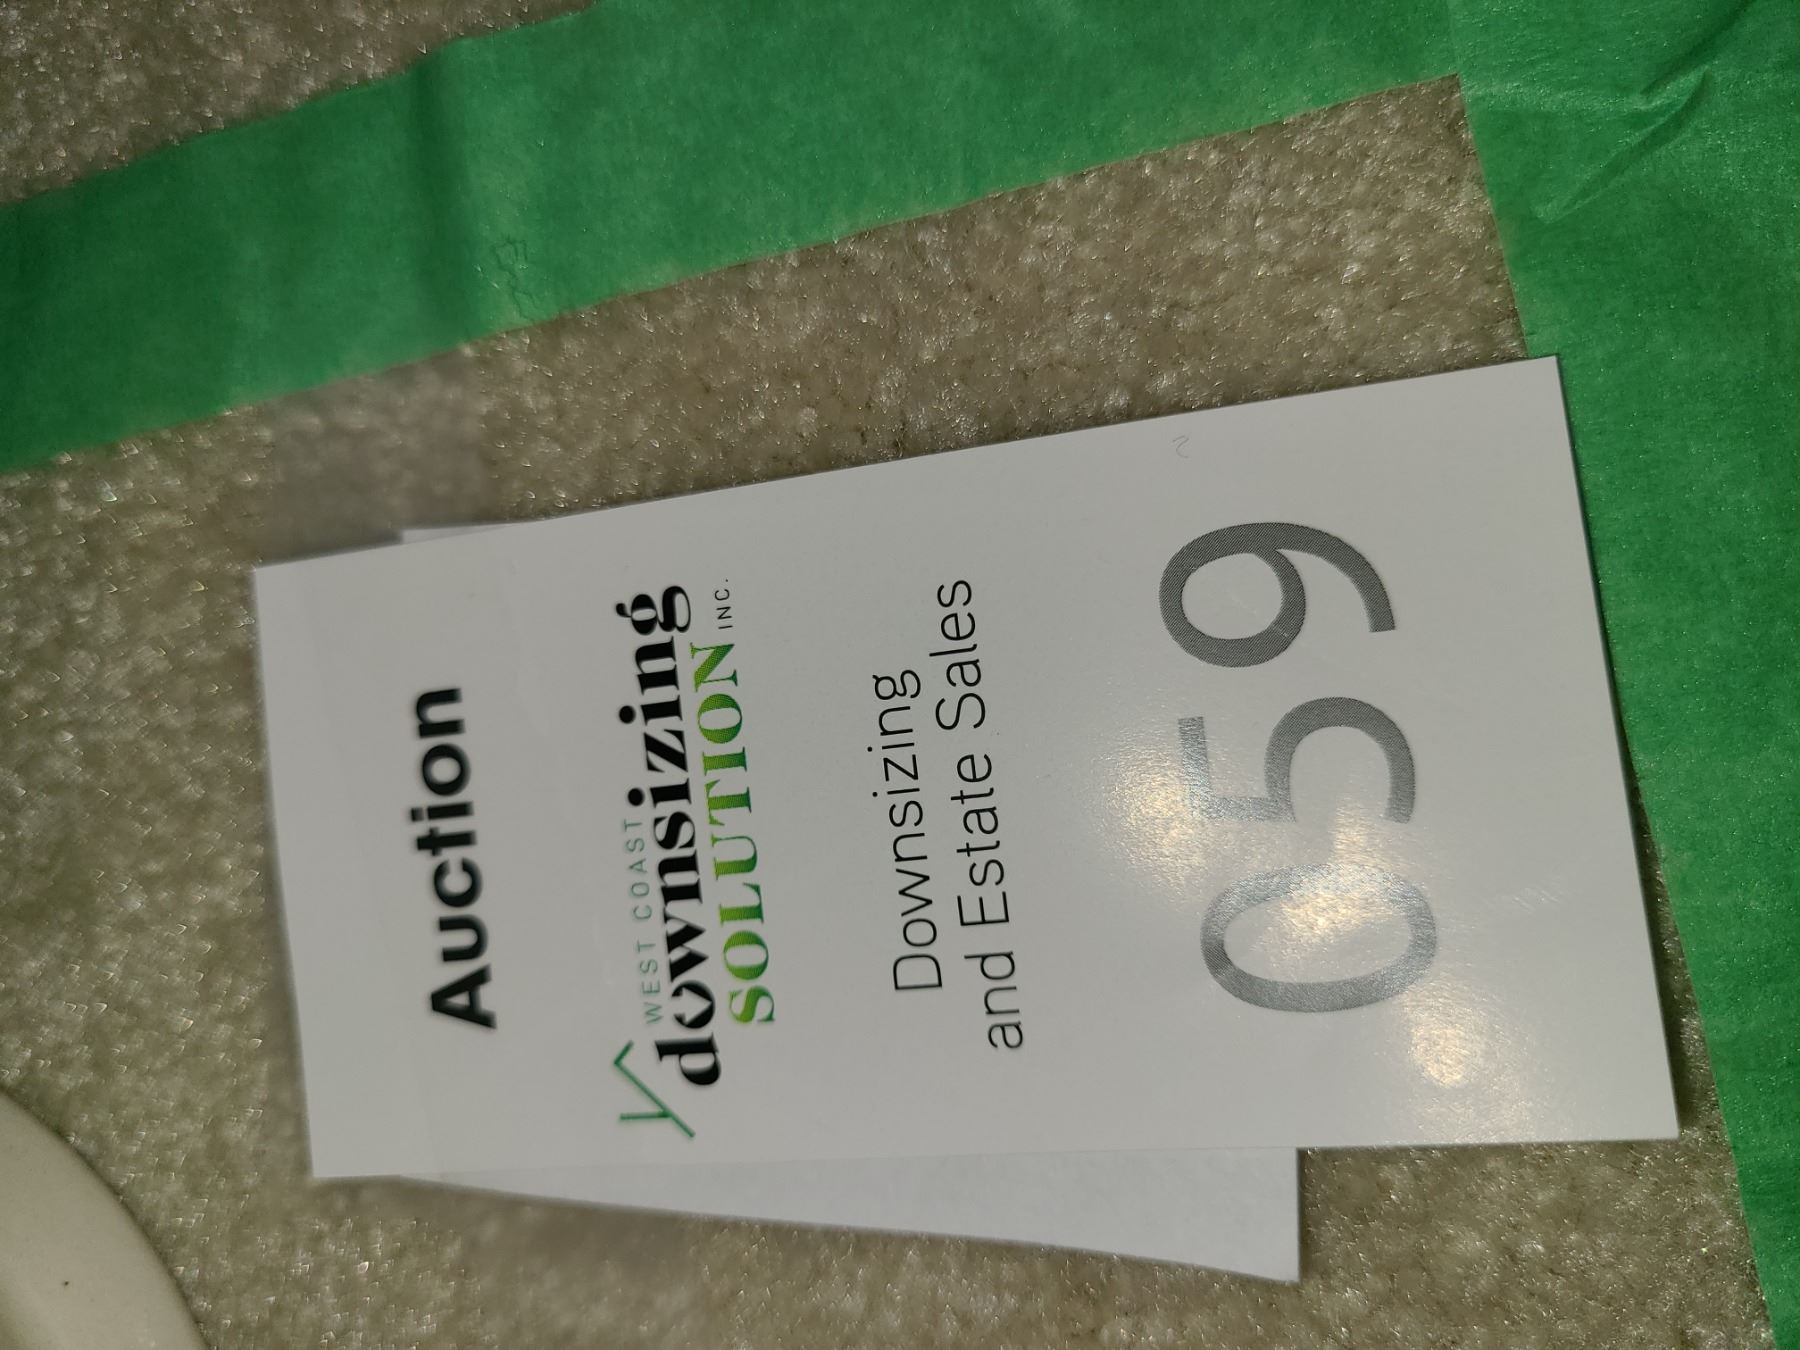 Auction
WEST COAST
downsizing
SOLUTION INC.
Downsizing
and Estate Sales
059